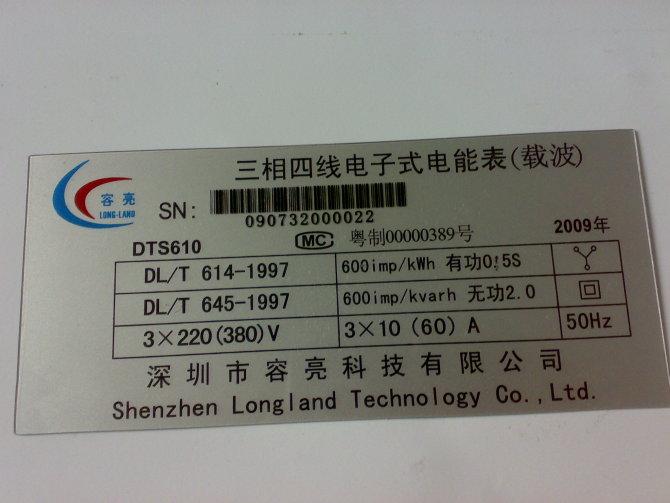 三相四线电子式电能表(载波)
容亮
LONG-LAND
SN:
090732000022
DTS610
MC
粤制00000389号
2009年
DL/T 614-1997
600imp/kWh 有功0.5S
DL/T 645-1997
600imp/kvarh 无功2.0
3×220(380)V
3×10(60)A
50Hz
深圳市容亮科技有限公司
Shenzhen Longland Technology Co.,Ltd.